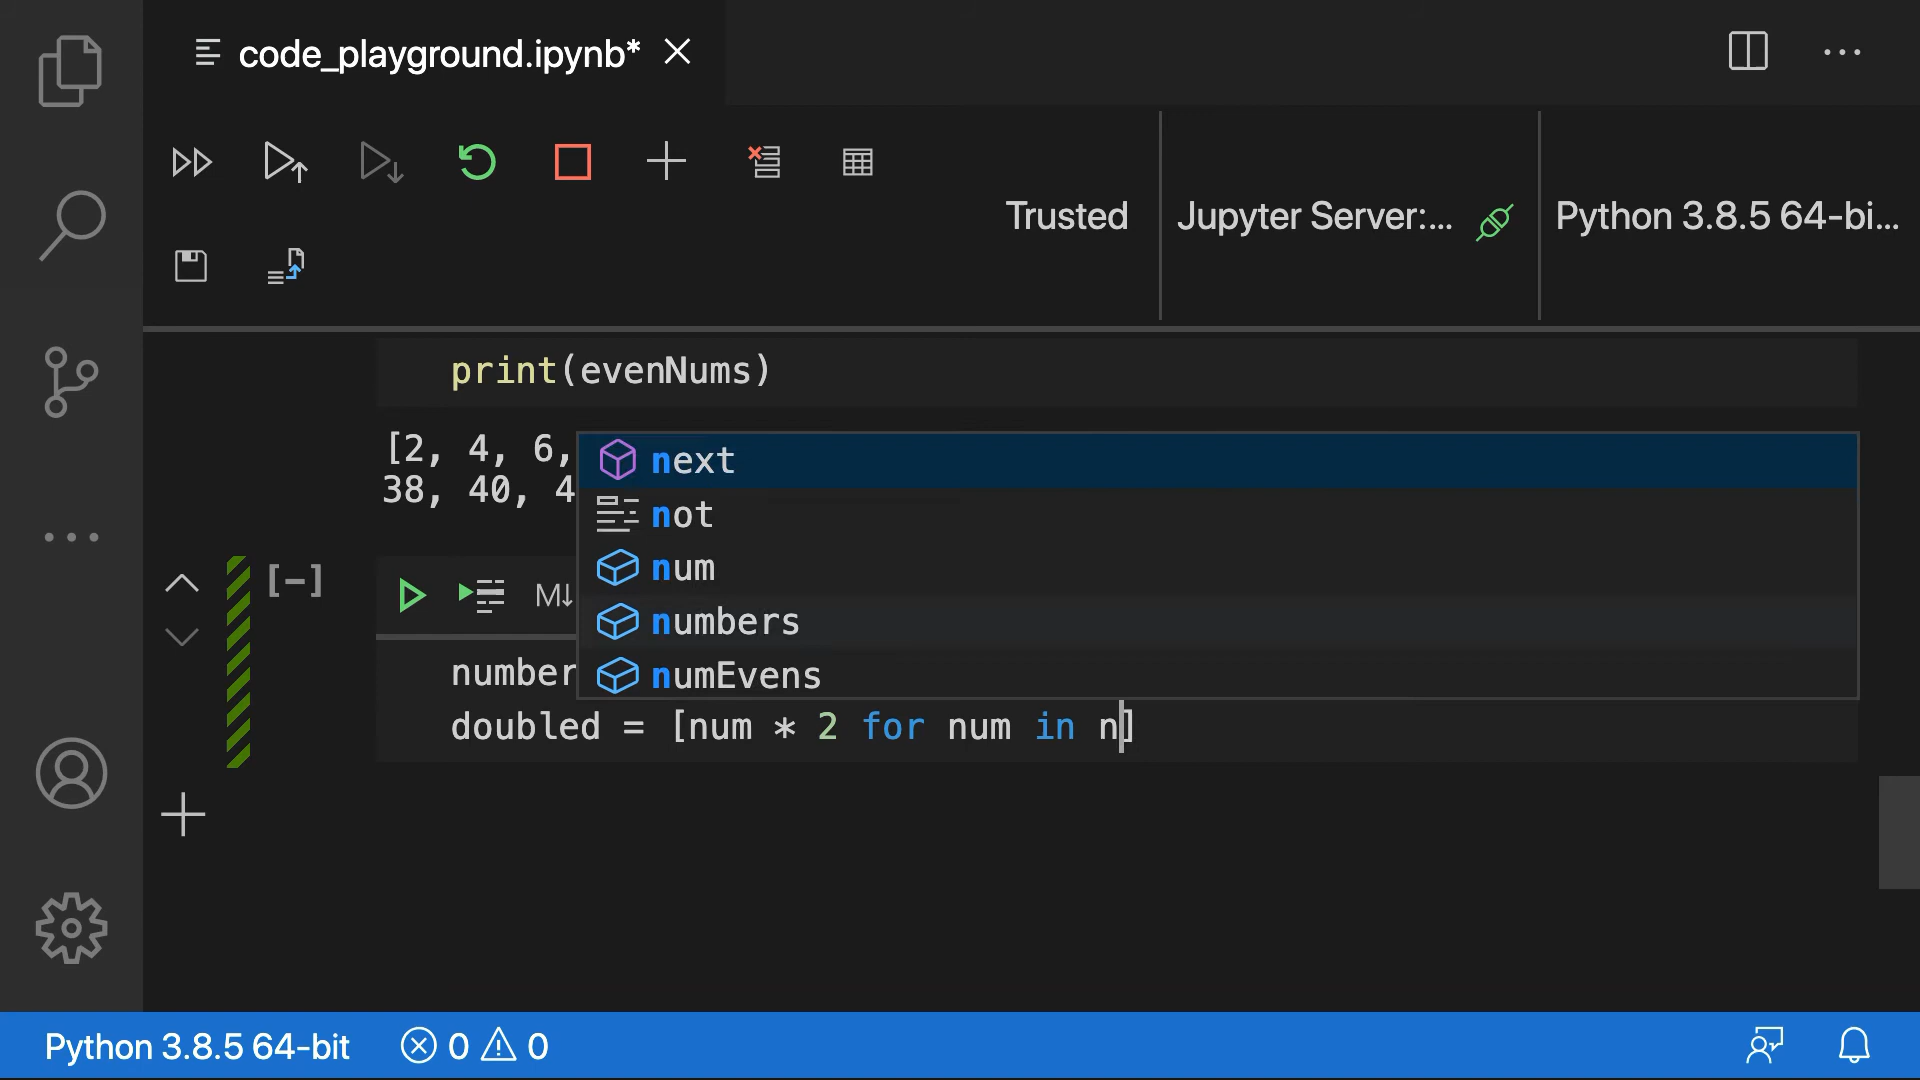 code_playground.ipynb*
Trusted
Jupyter Server:...
Python 3.8.5 64-bi...
print(evenNums)
[2, 4, 6,
38, 40, 4
next
not
num
numbers
numEvens
[-]
M↓
number
doubled = [num * 2 for num in n]
Python 3.8.5 64-bit
0
0